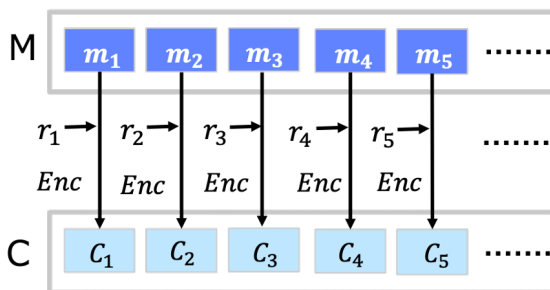 M m₁ m₂ m₃ m₄ m₅ ........
r₁ r₂ r₃ r₄ r₅ ........
Enc Enc Enc Enc Enc
C C₁ C₂ C₃ C₄ C₅ ........